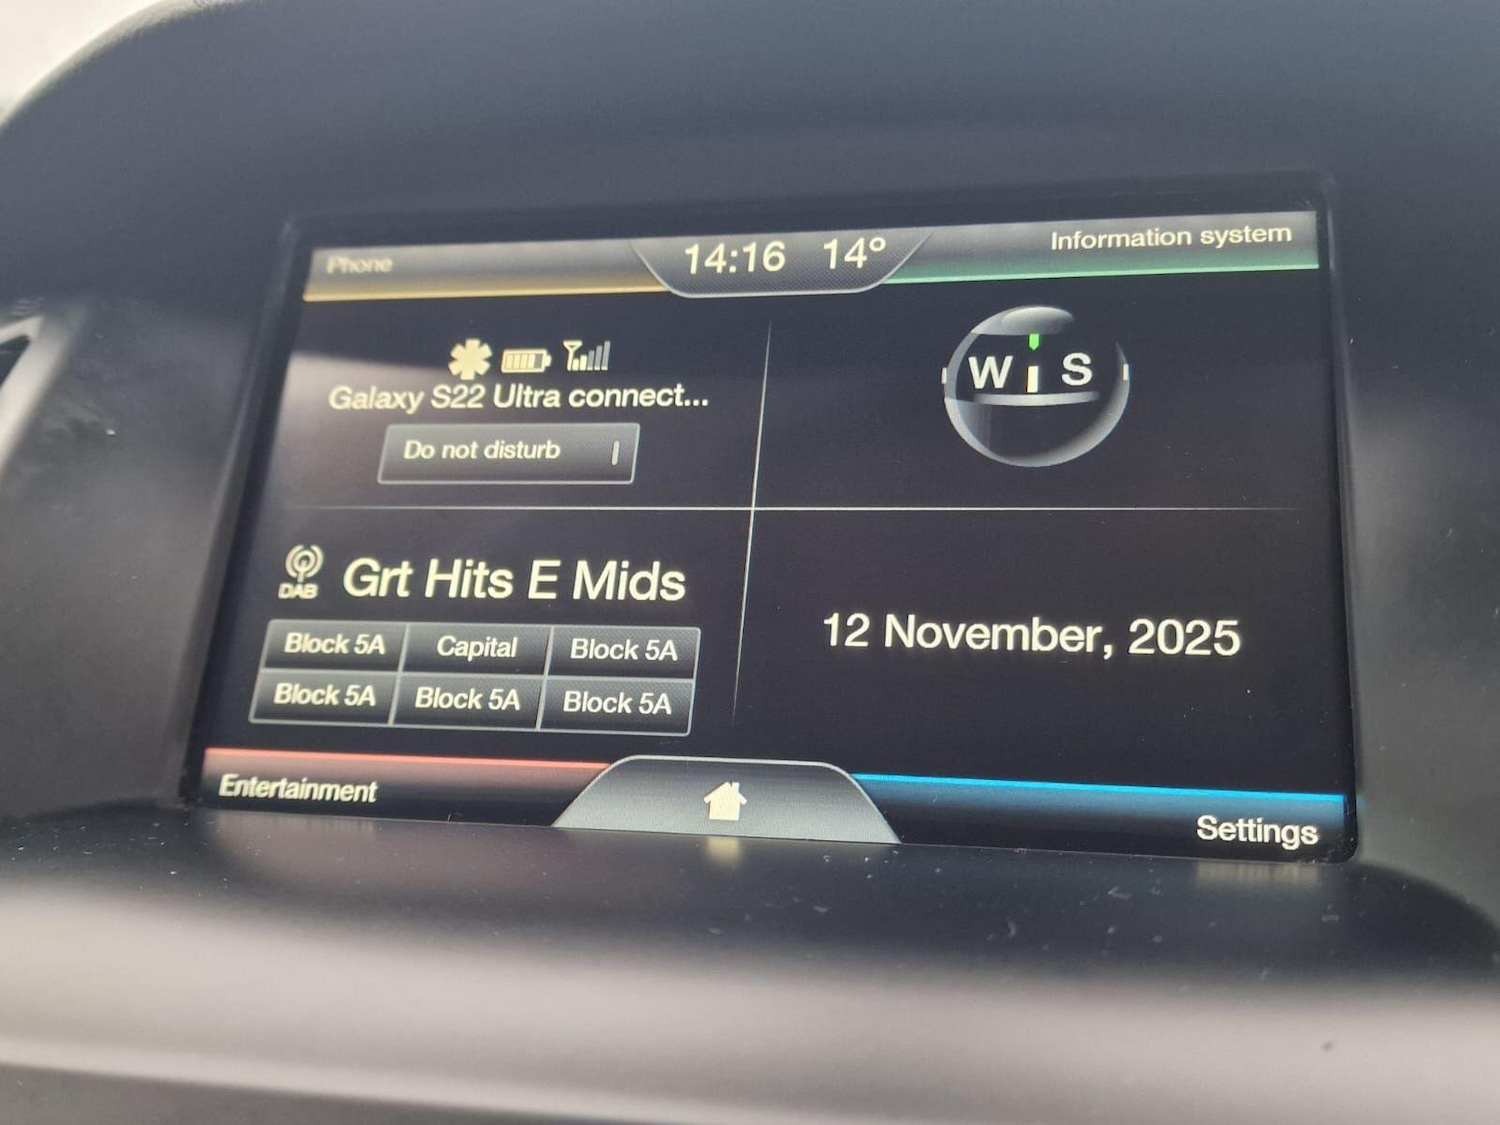 Phone
14:16 14°
Information system
Galaxy S22 Ultra connect...
Do not disturb
W S
DAB
Grt Hits E Mids
Block 5A Capital Block 5A
Block 5A Block 5A Block 5A
12 November, 2025
Entertainment
Settings